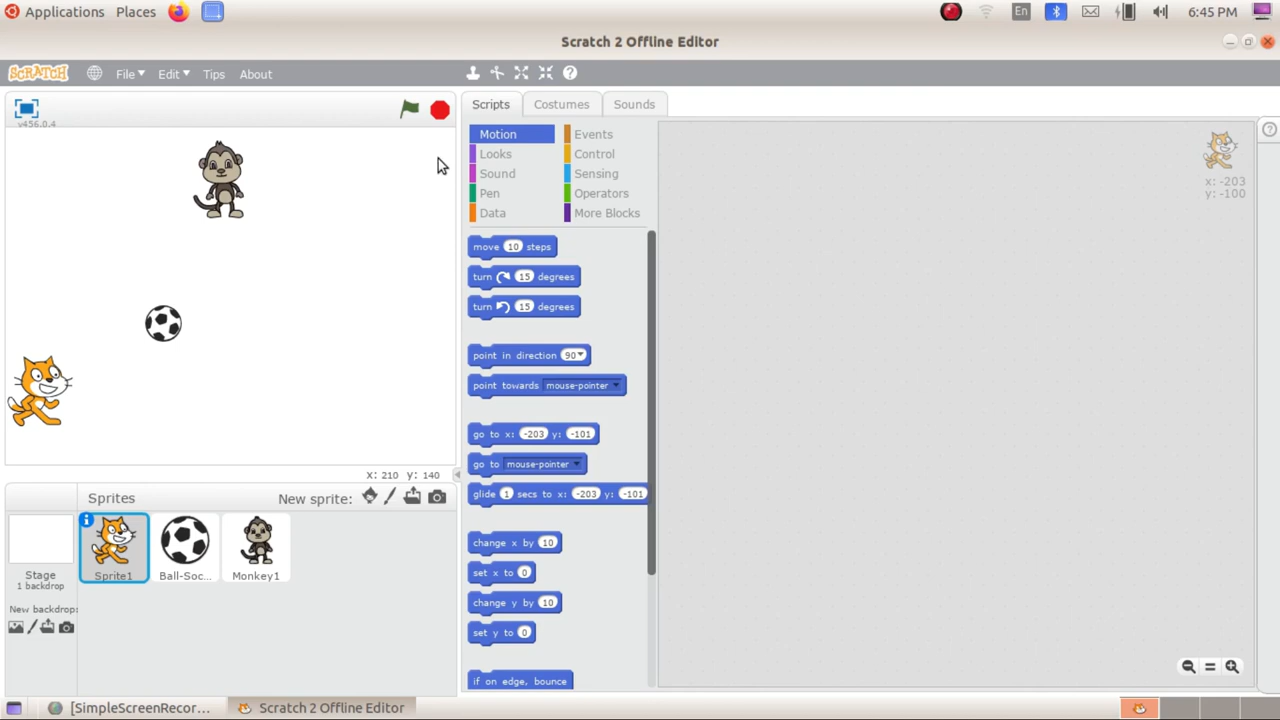 Applications Places En 6:45 PM
Scratch 2 Offline Editor
SCRATCH File Edit Tips About
v456.0.4
Scripts Costumes Sounds
Motion Events
Looks Control
Sound Sensing
Pen Operators
Data More Blocks
x: -203
y: -100
move 10 steps
turn 15 degrees
turn 15 degrees
point in direction 90
point towards mouse-pointer
go to x: -203 y: -101
go to mouse-pointer
glide 1 secs to x: -203 y: -101
change x by 10
set x to 0
change y by 10
set y to 0
if on edge, bounce
x: 210 y: 140
Sprites New sprite:
Stage
1 backdrop
New backdrop:
Sprite1 Ball-Soc... Monkey1
[SimpleScreenRecor... Scratch 2 Offline Editor